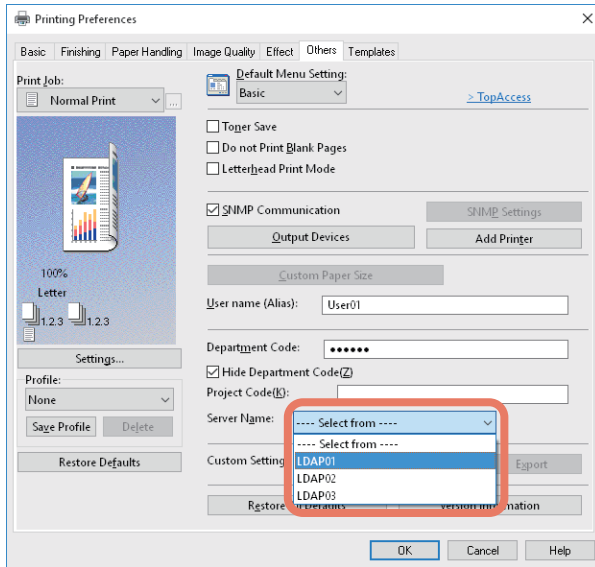 Printing Preferences
Basic Finishing Paper Handling Image Quality Effect Others Templates
Print Job:
Normal Print
...
100%
Letter
1.2.3 1.2.3
Settings...
Profile:
None
Save Profile Delete
Restore Defaults
Default Menu Setting:
Basic
> TopAccess
Toner Save
Do not Print Blank Pages
Letterhead Print Mode
SNMP Communication
SNMP Settings
Output Devices
Add Printer
Custom Paper Size
User name (Alias): User01
Department Code: ●●●●●●
Hide Department Code(Z)
Project Code(K):
Server Name: ---- Select from ----
---- Select from ----
LDAP01
LDAP02
LDAP03
Custom Setting
Export
OK Cancel Help